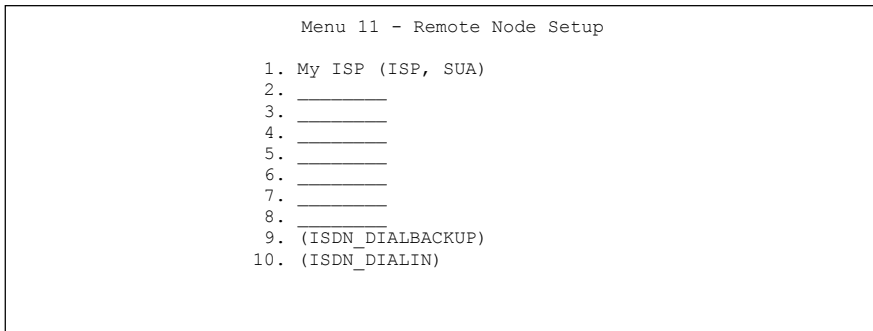 Menu 11 - Remote Node Setup
1. My ISP (ISP, SUA)
2. ________
3. ________
4. ________
5. ________
6. ________
7. ________
8. ________
9. (ISDN_DIALBACKUP)
10. (ISDN_DIALIN)